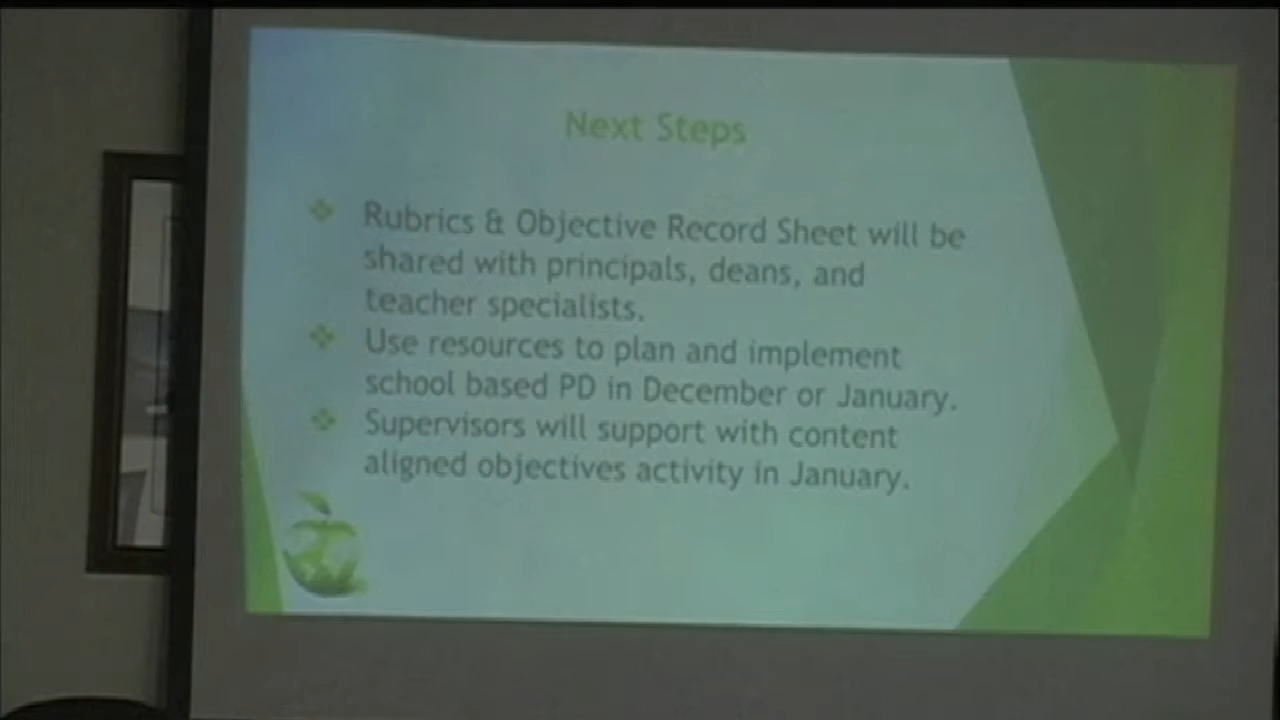 Next Steps
Rubrics & Objective Record Sheet will be
shared with principals, deans, and
teacher specialists.
Use resources to plan and implement
school based PD in December or January.
Supervisors will support with content
aligned objectives activity in January.